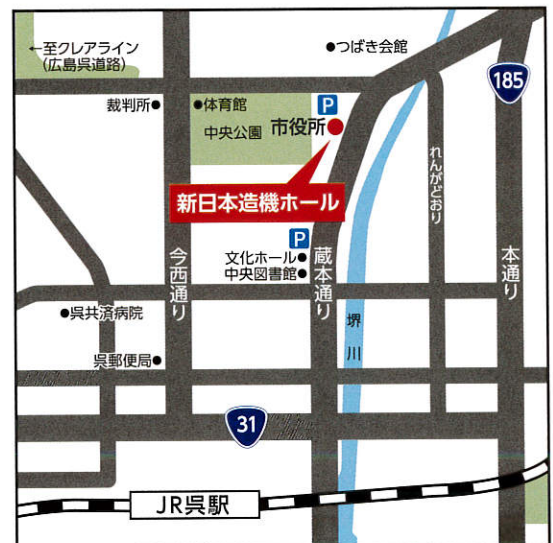 ←至クレアライン
(広島呉道路)
●つばき会館
185
裁判所●
●体育館
P
中央公園
市役所
れんがどおり
新日本造機ホール
P
文化ホール●
中央図書館●
今西通り
蔵本通り
本通り
●呉共済病院
堺川
呉郵便局●
31
JR呉駅